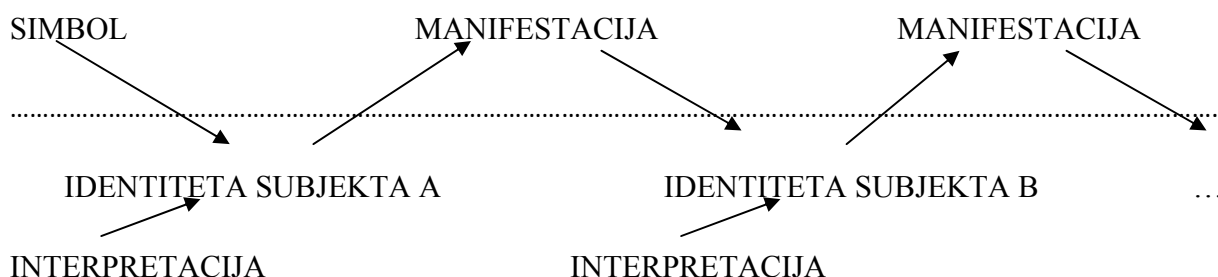 SIMBOL MANIFESTACIJA MANIFESTACIJA
IDENTITETA SUBJEKTA A IDENTITETA SUBJEKTA B …
INTERPRETACIJA INTERPRETACIJA